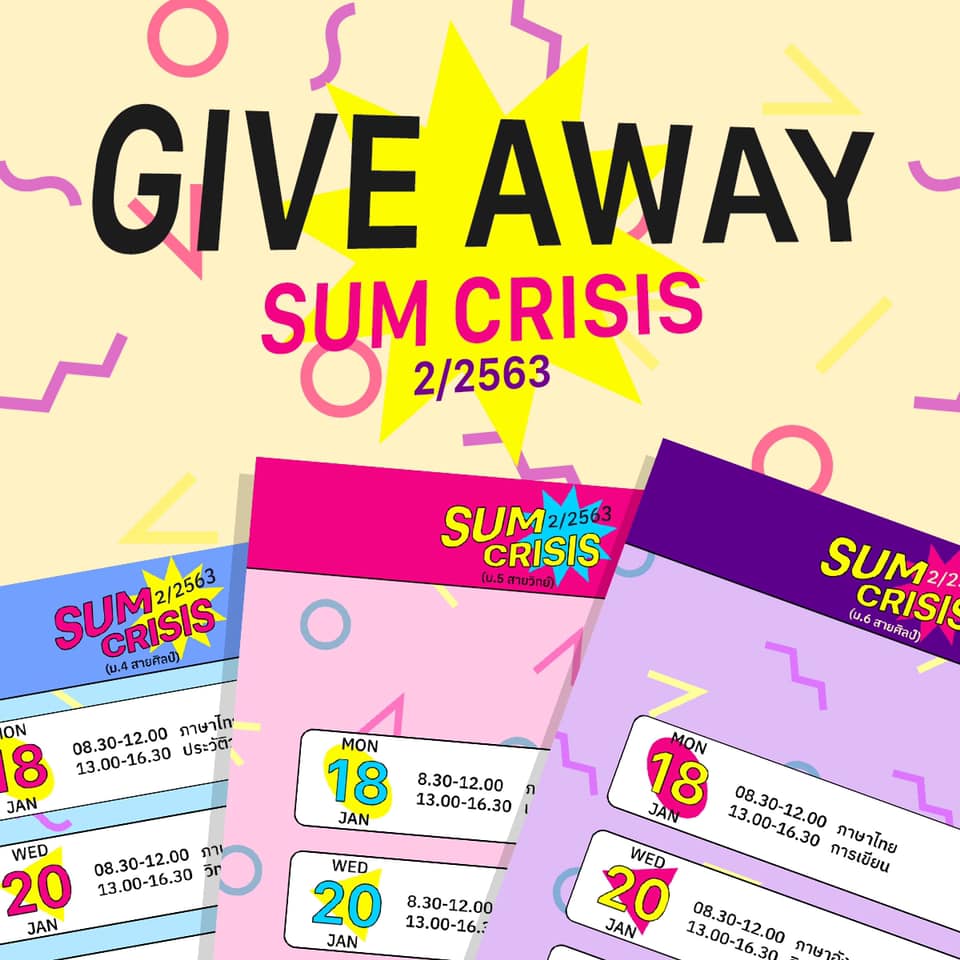 GIVE AWAY
SUM CRISIS
2/2563
SUM 2/2563
CRISIS
(ม.4 สายศิลป์)
18
JAN
08.30-12.00 ภาษาไทย
13.00-16.30
WED
20
JAN
08.30-12.00
13.00-16.30
SUM 2/2563
CRISIS
(ม.5 สายวิทย์)
MON
18
JAN
8.30-12.00
13.00-16.30
WED
20
JAN
8.30-12.00
13.00-16.3
SUM
CRISIS
(ม.6 สายศิลป์)
MON
18
JAN
08.30-12.00 ภาษาไทย
13.00-16.30 การเขียน
WED
20
JAN
08.30-12.00
13.00-16.30